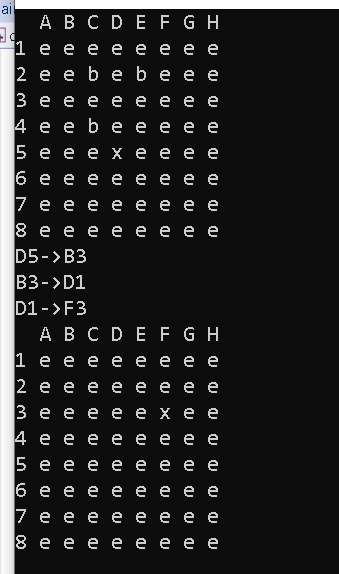 ai
A B C D E F G H
1 e e e e e e e e
2 e e b e b e e e
3 e e e e e e e e
4 e e b e e e e e
5 e e e x e e e e
6 e e e e e e e e
7 e e e e e e e e
8 e e e e e e e e
D5->B3
B3->D1
D1->F3
A B C D E F G H
1 e e e e e e e e
2 e e e e e e e e
3 e e e e e x e e
4 e e e e e e e e
5 e e e e e e e e
6 e e e e e e e e
7 e e e e e e e e
8 e e e e e e e e